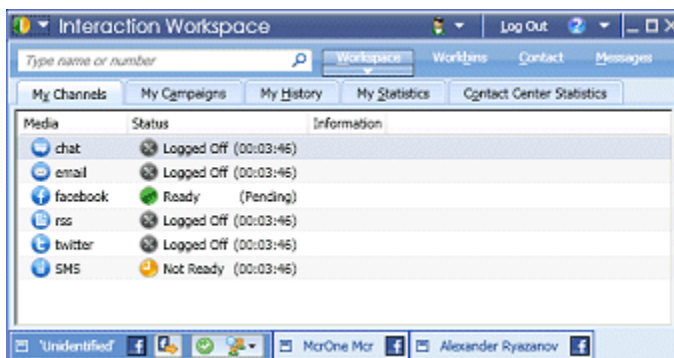 Interaction Workspace Log Out
Type name or number Workspace Workbins Contact Messages
My Channels My Campaigns My History My Statistics Contact Center Statistics
Media Status Information
chat Logged Off (00:03:46)
email Logged Off (00:03:46)
facebook Ready (Pending)
rss Logged Off (00:03:46)
twitter Logged Off (00:03:46)
SMS Not Ready (00:03:46)
'Unidentified' McrOne Mcr Alexander Ryazanov